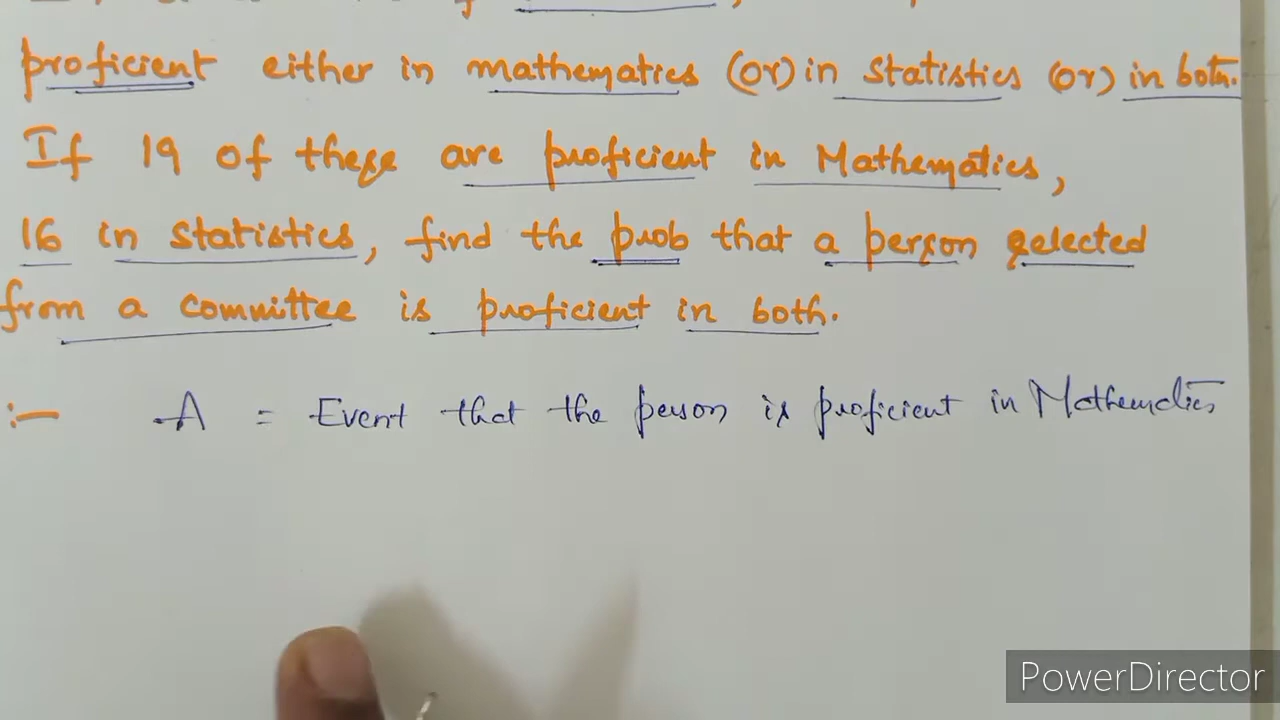 proficient either in mathematics (or) in statistics (or) in both.
If 19 of these are proficient in Mathematics,
16 in statistics, find the prob that a person selected
from a committee is proficient in both.
:- A = Event that the person is proficient in Mathematics
PowerDirector